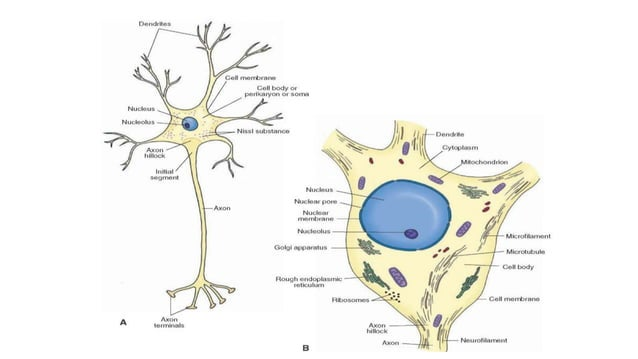 Dendrites
Cell membrane
Cell body or
perikaryon or soma
Nucleus
Nucleolus
Nissl substance
Axon
hillock
Initial
segment
Axon
Axon
terminals
A
Dendrite
Cytoplasm
Mitochondrion
Nucleus
Nuclear pore
Nuclear
membrane
Nucleolus
Golgi apparatus
Microfilament
Microtubule
Cell body
Rough endoplasmic
reticulum
Ribosomes
Cell membrane
Axon
hillock
Axon
Neurofilament
B